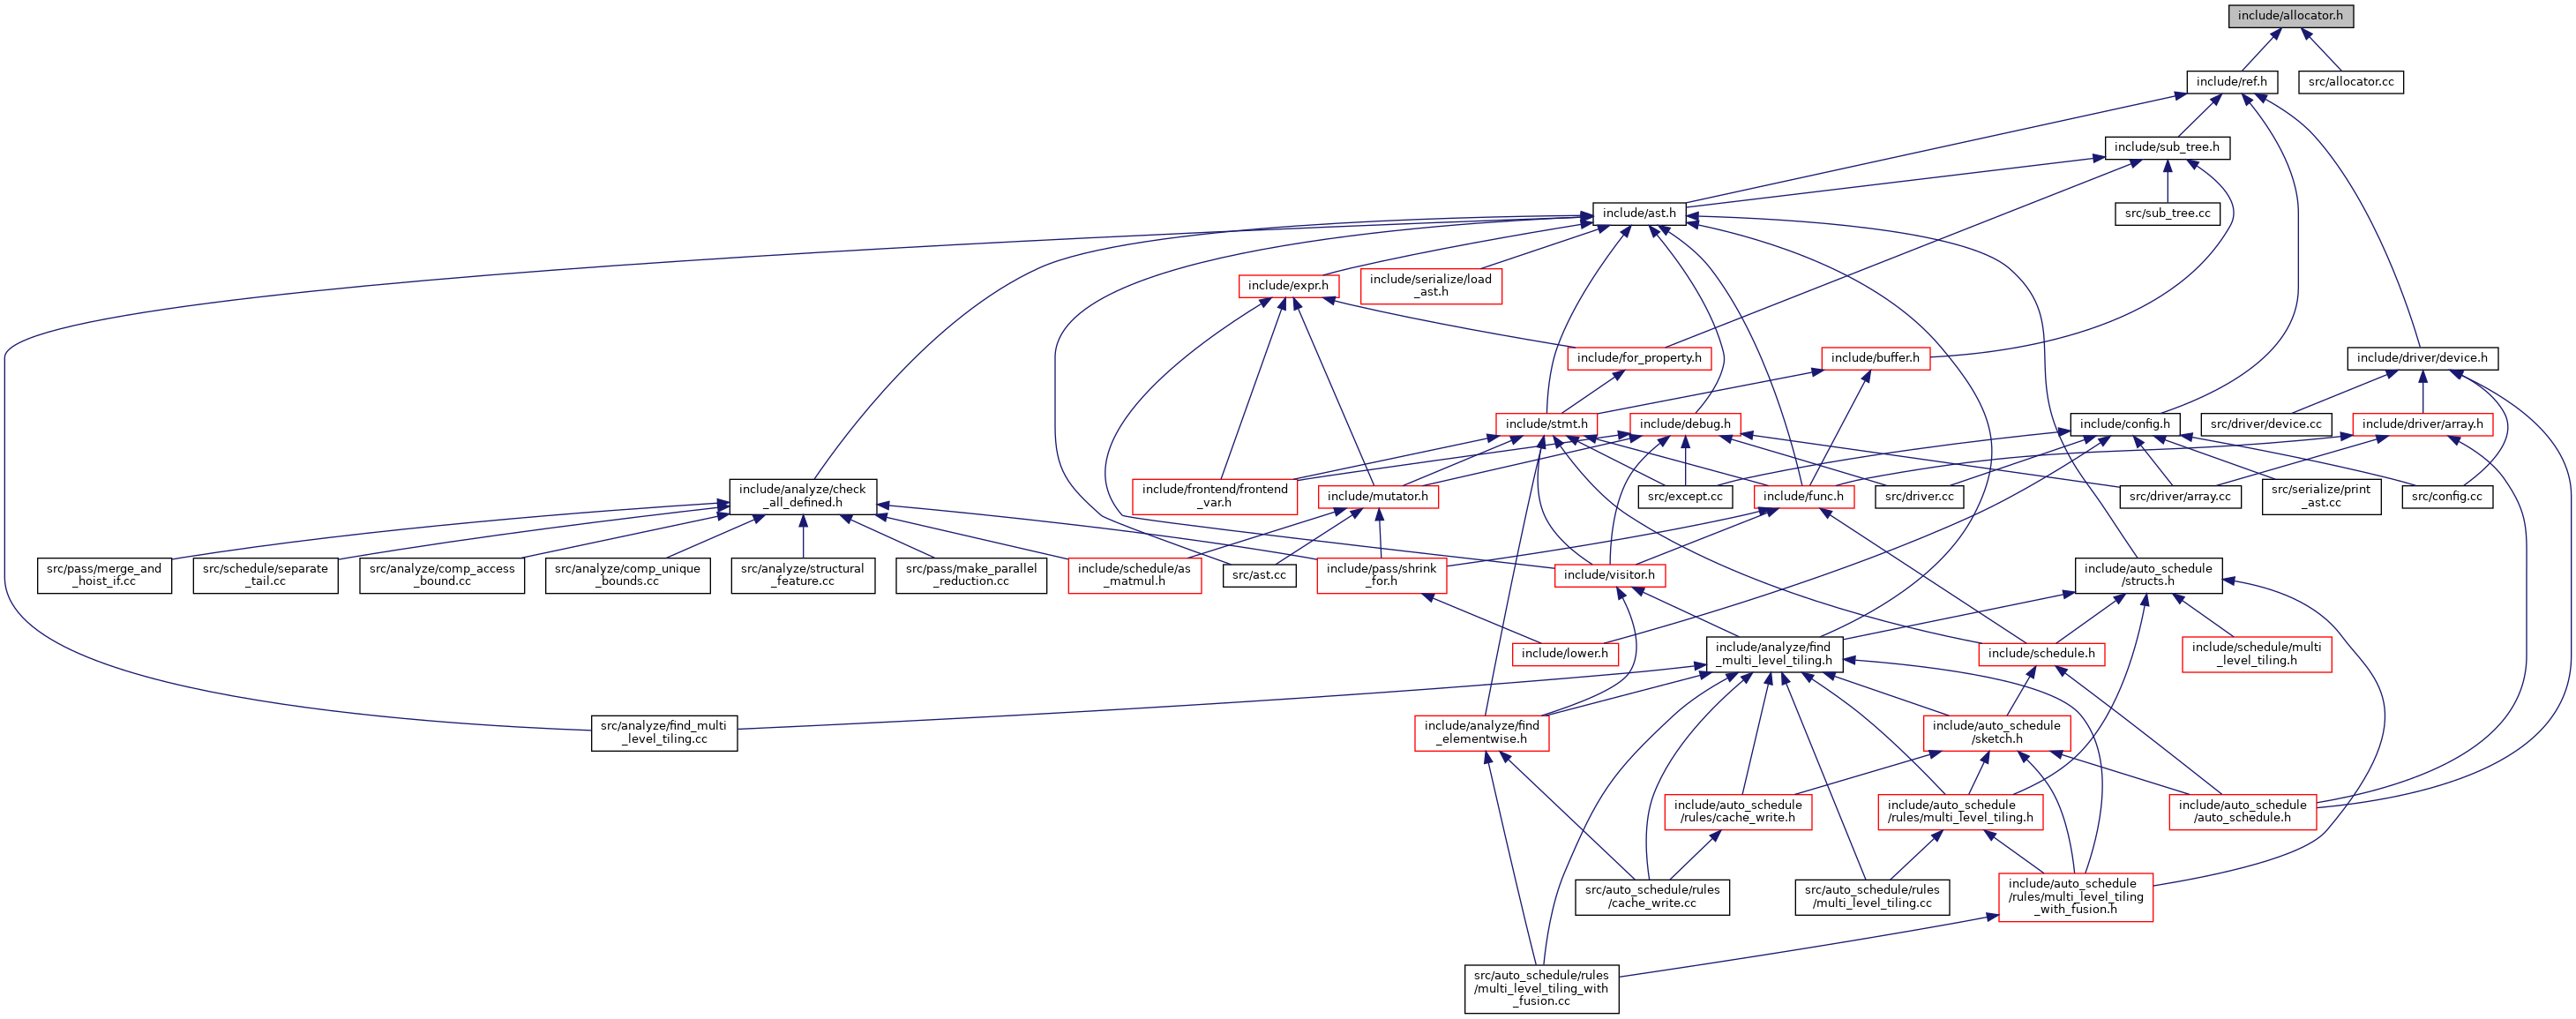 include/allocator.h
include/ref.h
src/allocator.cc
include/sub_tree.h
include/ast.h
src/sub_tree.cc
include/expr.h
include/serialize/load
_ast.h
include/for_property.h
include/buffer.h
include/driver/device.h
include/stmt.h
include/debug.h
include/config.h
src/driver/device.cc
include/driver/array.h
include/analyze/check
_all_defined.h
include/frontend/frontend
_var.h
include/mutator.h
src/except.cc
include/func.h
src/driver.cc
src/driver/array.cc
src/serialize/print
_ast.cc
src/config.cc
src/pass/merge_and
_hoist_if.cc
src/schedule/separate
_tail.cc
src/analyze/comp_access
_bound.cc
src/analyze/comp_unique
_bounds.cc
src/analyze/structural
_feature.cc
src/pass/make_parallel
_reduction.cc
include/schedule/as
_matmul.h
src/ast.cc
include/pass/shrink
_for.h
include/visitor.h
include/auto_schedule
/structs.h
include/lower.h
include/analyze/find
_multi_level_tiling.h
include/schedule.h
include/schedule/multi
_level_tiling.h
src/analyze/find_multi
_level_tiling.cc
include/analyze/find
_elementwise.h
include/auto_schedule
/sketch.h
include/auto_schedule
/rules/cache_write.h
include/auto_schedule
/rules/multi_level_tiling.h
include/auto_schedule
/auto_schedule.h
src/auto_schedule/rules
/cache_write.cc
src/auto_schedule/rules
/multi_level_tiling.cc
include/auto_schedule
/rules/multi_level_tiling
_with_fusion.h
src/auto_schedule/rules
/multi_level_tiling_with
_fusion.cc